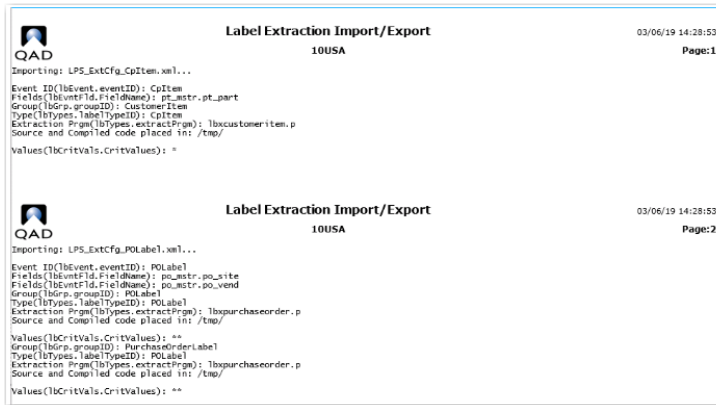 Label Extraction Import/Export
03/06/19 14:28:53
10USA
Page:1
QAD
Importing: LPS_ExtCfg_CpItem.xml...
Event ID(lbEvent.eventID): CpItem
Fields(lbEvntFld.FieldName): pt_mstr.pt_part
Group(lbGrp.groupID): CustomerItem
Type(lbTypes.labelTypeID): CpItem
Extraction Prgm(lbTypes.extractPrgm): lbxcustomeritem.p
Source and Compiled code placed in: /tmp/
Values(lbCritVals.CritValues): *
Label Extraction Import/Export
03/06/19 14:28:53
10USA
Page:2
QAD
Importing: LPS_ExtCfg_POLabel.xml...
Event ID(lbEvent.eventID): POLabel
Fields(lbEvntFld.FieldName): po_mstr.po_site
Fields(lbEvntFld.FieldName): po_mstr.po_vend
Group(lbGrp.groupID): POLabel
Type(lbTypes.labelTypeID): POLabel
Extraction Prgm(lbTypes.extractPrgm): lbxpurchaseorder.p
Source and Compiled code placed in: /tmp/
Values(lbCritVals.CritValues): **
Group(lbGrp.groupID): PurchaseOrderLabel
Type(lbTypes.labelTypeID): POLabel
Extraction Prgm(lbTypes.extractPrgm): lbxpurchaseorder.p
Source and Compiled code placed in: /tmp/
Values(lbCritVals.CritValues): **